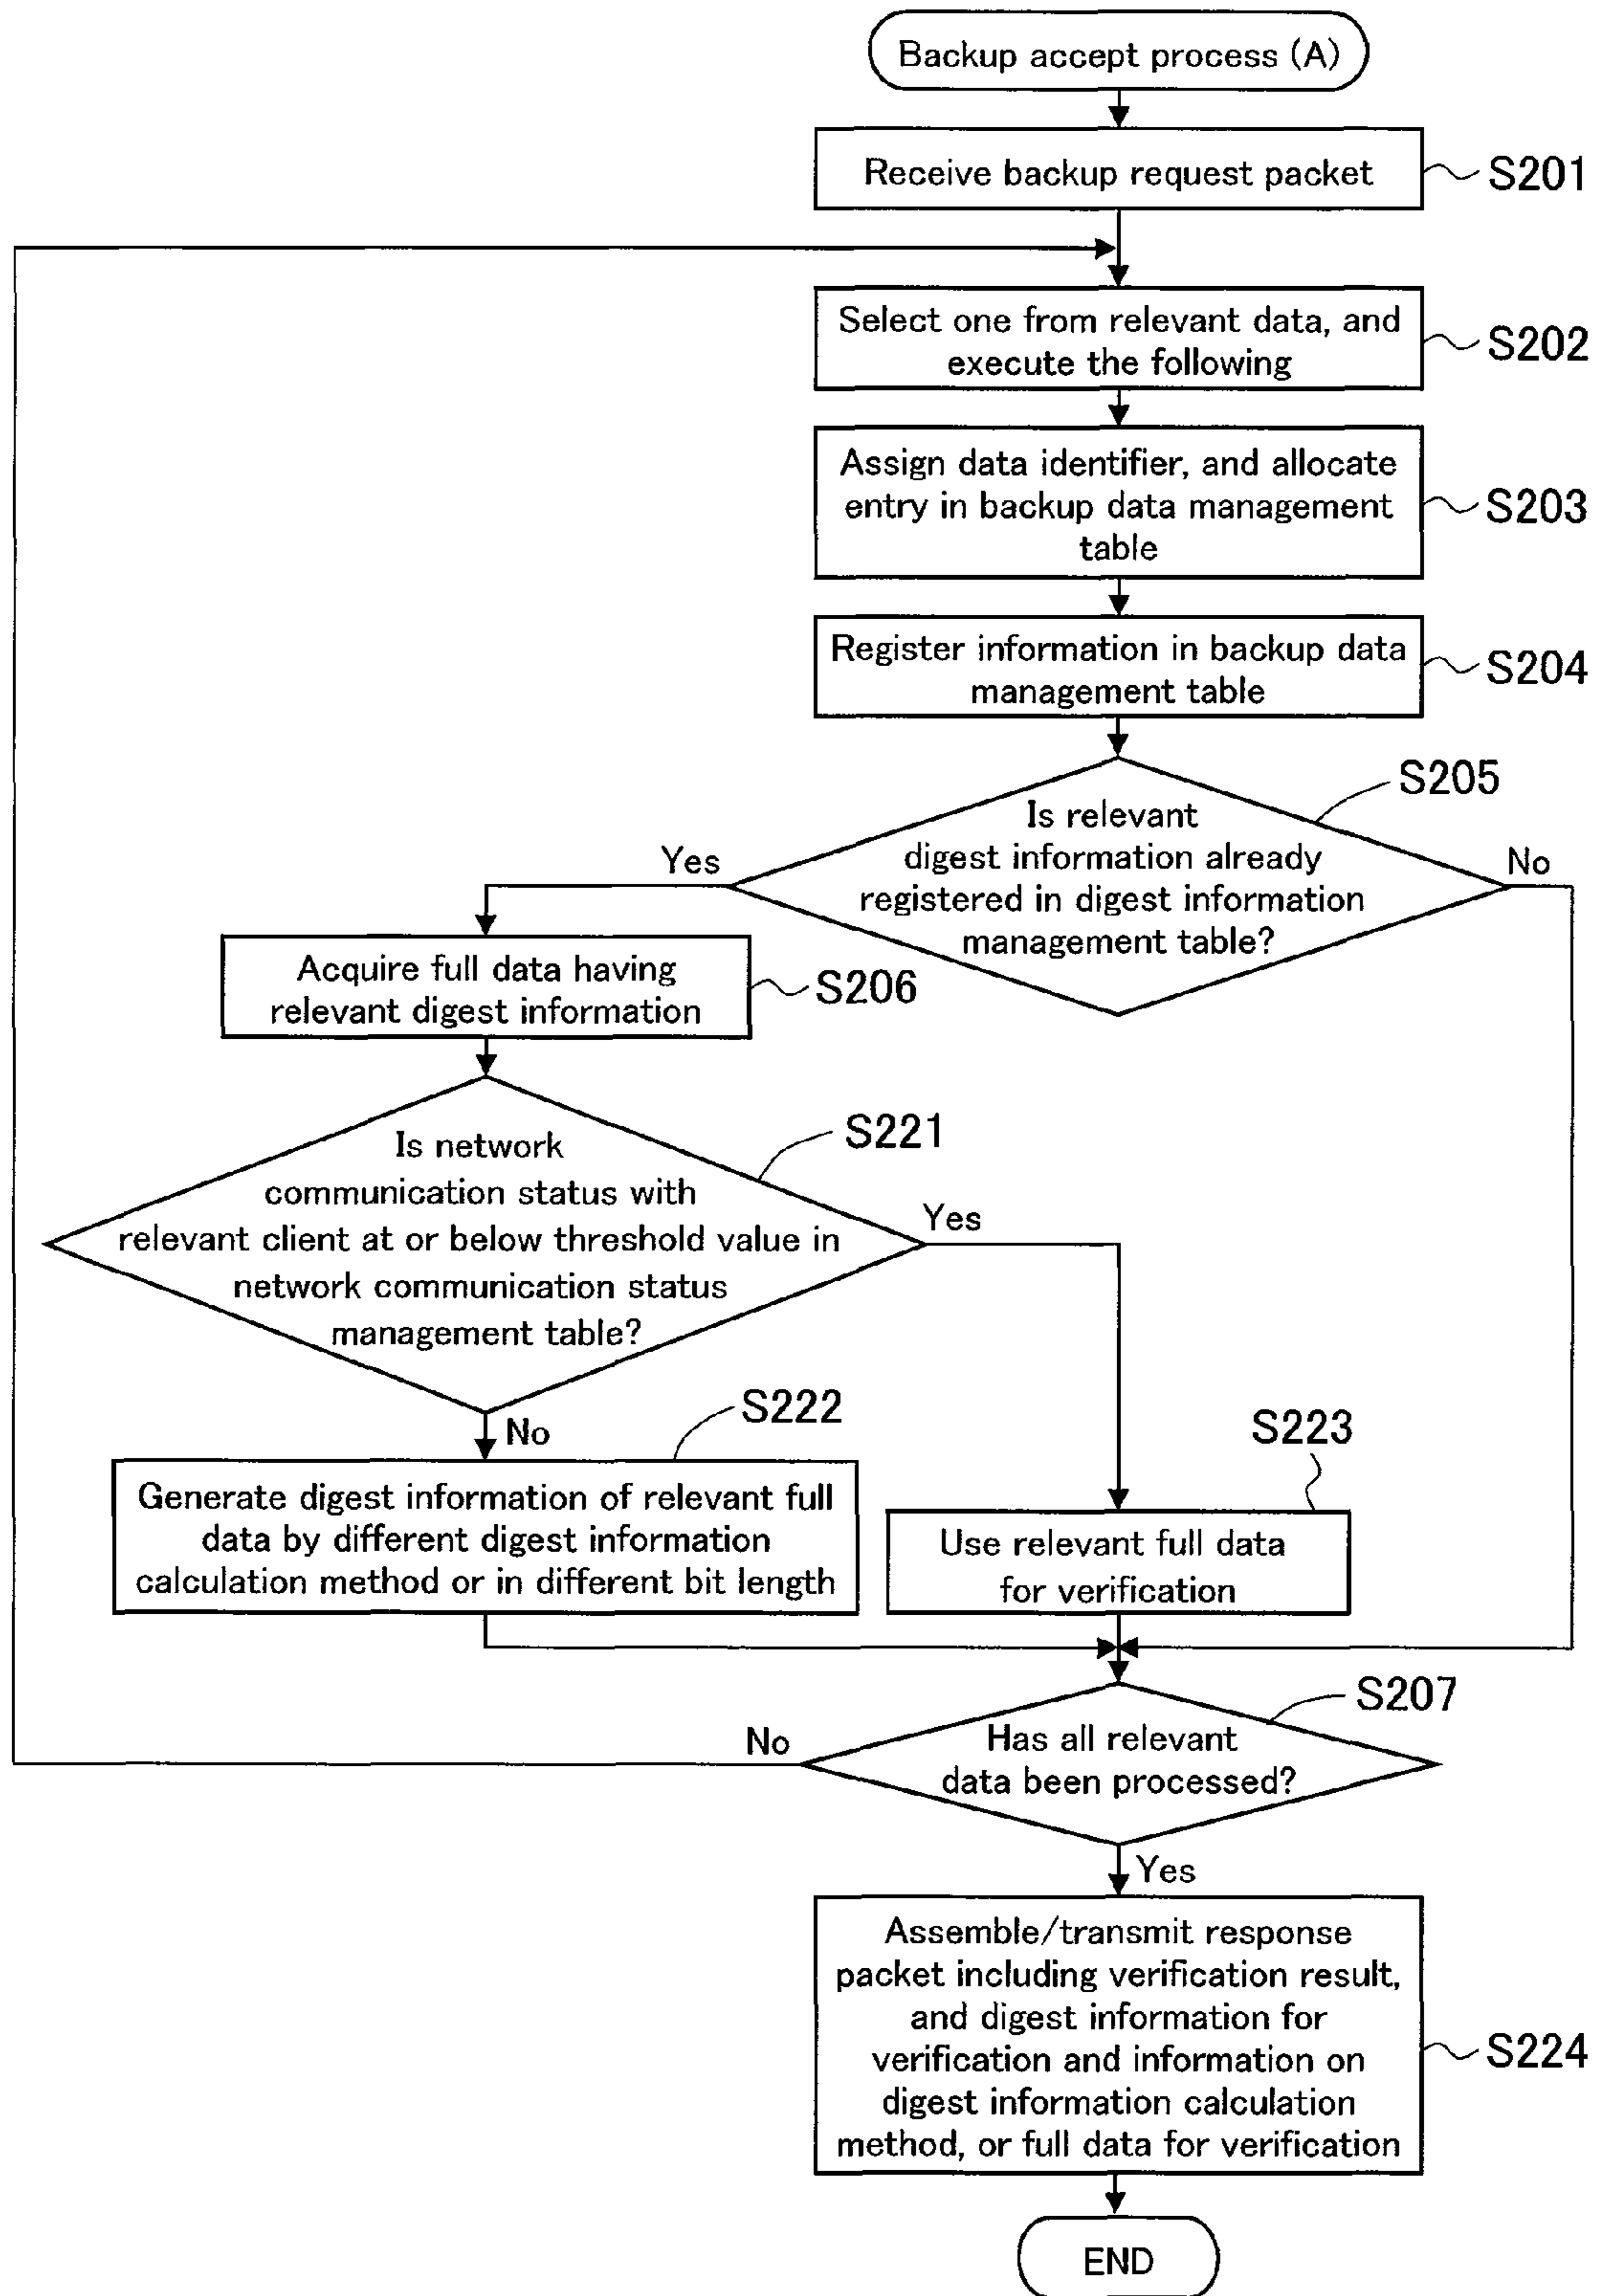 Backup accept process (A)
Receive backup request packet
S201
Select one from relevant data, and
execute the following
S202
Assign data identifier, and allocate
entry in backup data management
table
S203
Register information in backup data
management table
S204
S205
Is relevant
digest information already
registered in digest information
management table?
Yes
No
Acquire full data having
relevant digest information
S206
S221
Is network
communication status with
relevant client at or below threshold value in
network communication status
management table?
Yes
No
S222
Generate digest information of relevant full
data by different digest information
calculation method or in different bit length
S223
Use relevant full data
for verification
S207
Has all relevant
data been processed?
No
Yes
Assemble/transmit response
packet including verification result,
and digest information for
verification and information on
digest information calculation
method, or full data for verification
S224
END